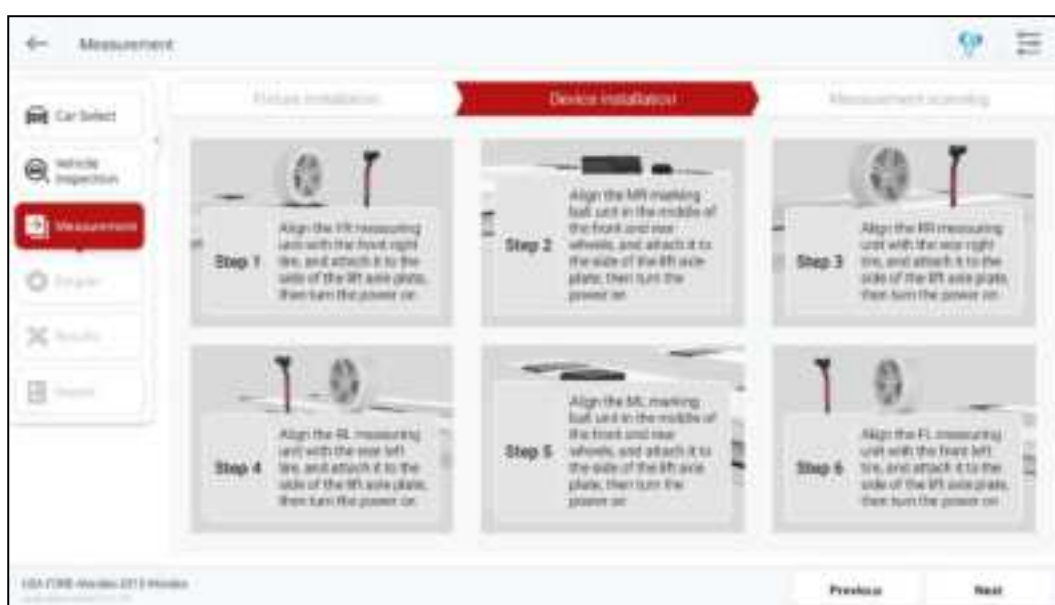 Measurement
Fixture installation
Device installation
Measurement scanning
Car Select
Vehicle
Inspection
Measurement
Results
Report
Align the FR measuring
unit with the front right
tire, and attach it to the
side of the lift axle plate,
then turn the power on
Step 1
Align the MR marking
ball unit in the middle of
the front and rear
wheels, and attach it to
the side of the lift axle
plate, then turn the
power on
Step 2
Align the RR measuring
unit with the rear right
tire, and attach it to the
side of the lift axle plate,
then turn the power on
Step 3
Align the RL measuring
unit with the rear left
tire, and attach it to the
side of the lift axle plate,
then turn the power on
Step 4
Align the ML marking
ball unit in the middle of
the front and rear
wheels, and attach it to
the side of the lift axle
plate, then turn the
power on
Step 5
Align the FL measuring
unit with the front left
tire, and attach it to the
side of the lift axle plate,
then turn the power on
Step 6
Previous
Next